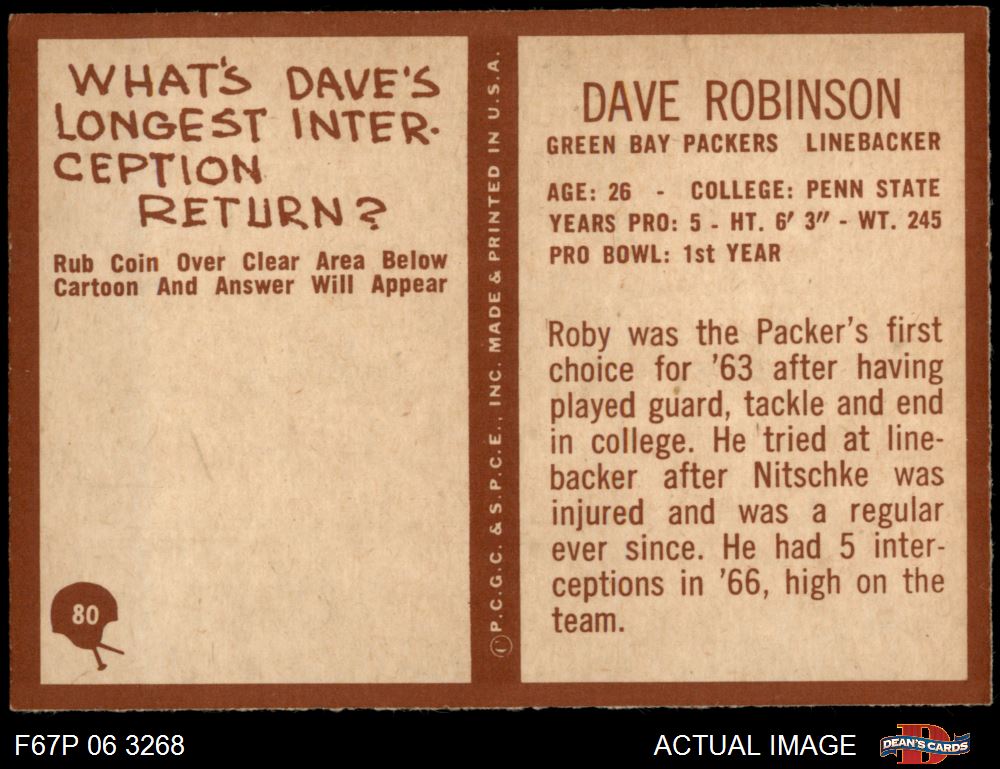 WHAT'S DAVE'S
LONGEST INTER-
CEPTION
RETURN?
Rub Coin Over Clear Area Below
Cartoon And Answer Will Appear
80
© P.C.G.C. & S.P.C.E., INC. MADE & PRINTED IN U.S.A.
DAVE ROBINSON
GREEN BAY PACKERS LINEBACKER
AGE: 26 - COLLEGE: PENN STATE
YEARS PRO: 5 - HT. 6' 3" - WT. 245
PRO BOWL: 1st YEAR
Roby was the Packer's first
choice for '63 after having
played guard, tackle and end
in college. He tried at line-
backer after Nitschke was
injured and was a regular
ever since. He had 5 inter-
ceptions in '66, high on the
team.
F67P 06 3268
ACTUAL IMAGE
DEAN'S CARDS